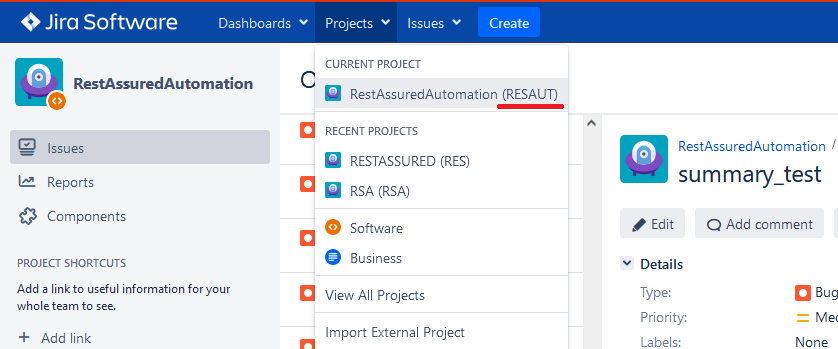 Jira Software
Dashboards
Projects
Issues
Create
RestAssuredAutomation
Issues
Reports
Components
PROJECT SHORTCUTS
Add a link to useful information for your
whole team to see.
+ Add link
CURRENT PROJECT
RestAssuredAutomation (RESAUT)
RECENT PROJECTS
RESTASSURED (RES)
RSA (RSA)
Software
Business
View All Projects
Import External Project
RestAssuredAutomation /
summary_test
Edit
Add comment
Details
Type: Bug
Priority:
Labels: None